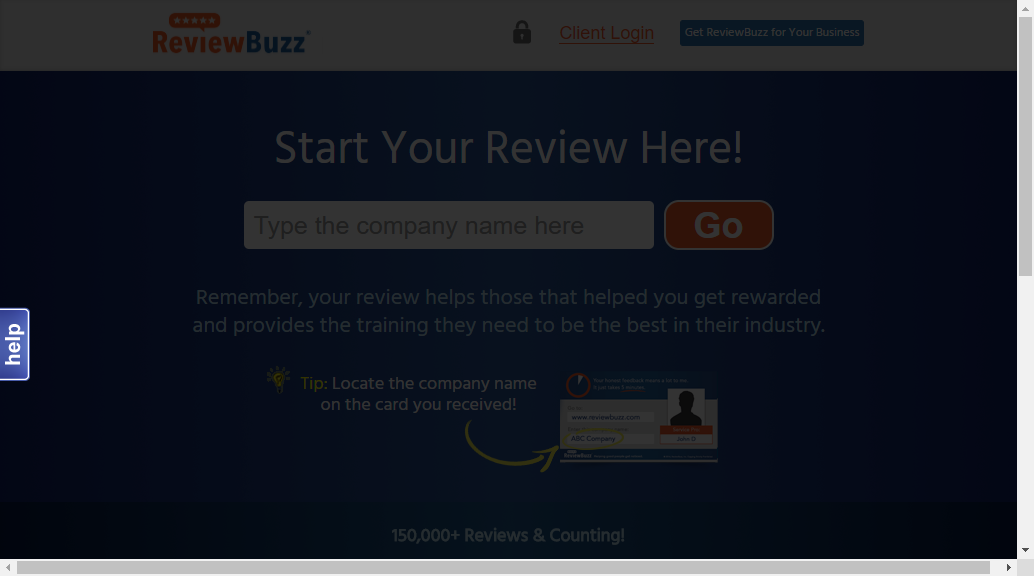 ReviewBuzz
Client Login
Get ReviewBuzz for Your Business
Start Your Review Here!
Type the company name here
Go
Remember, your review helps those that helped you get rewarded
and provides the training they need to be the best in their industry.
help
Tip: Locate the company name
on the card you received!
www.reviewbuzz.com
ABC Company
John D
ReviewBuzz
150,000+ Reviews & Counting!